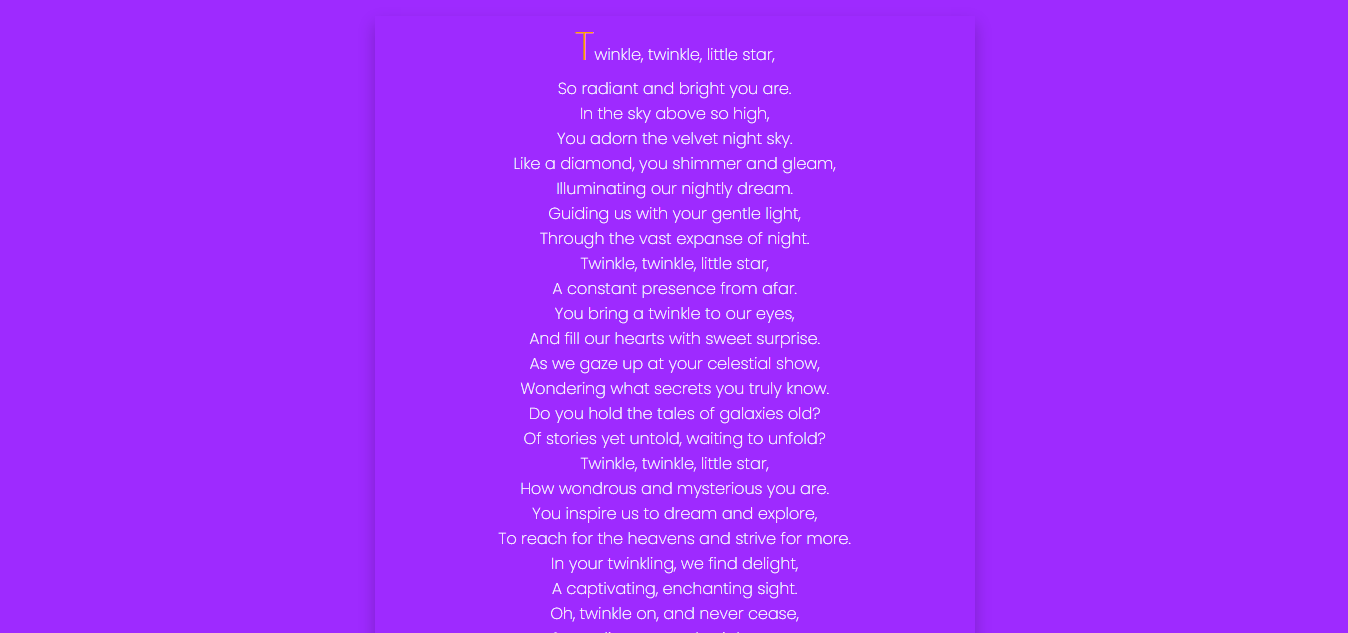 Twinkle, twinkle, little star,
So radiant and bright you are.
In the sky above so high,
You adorn the velvet night sky.
Like a diamond, you shimmer and gleam,
Illuminating our nightly dream.
Guiding us with your gentle light,
Through the vast expanse of night.
Twinkle, twinkle, little star,
A constant presence from afar.
You bring a twinkle to our eyes,
And fill our hearts with sweet surprise.
As we gaze up at your celestial show,
Wondering what secrets you truly know.
Do you hold the tales of galaxies old?
Of stories yet untold, waiting to unfold?
Twinkle, twinkle, little star,
How wondrous and mysterious you are.
You inspire us to dream and explore,
To reach for the heavens and strive for more.
In your twinkling, we find delight,
A captivating, enchanting sight.
Oh, twinkle on, and never cease,